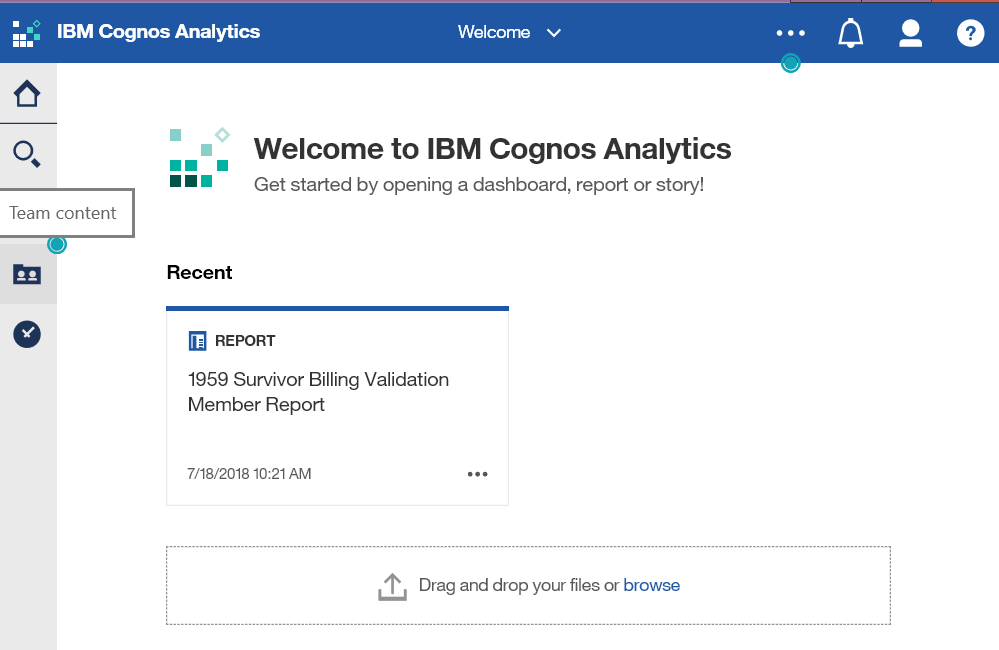 IBM Cognos Analytics
Welcome
?
Welcome to IBM Cognos Analytics
Get started by opening a dashboard, report or story!
Team content
Recent
REPORT
1959 Survivor Billing Validation
Member Report
7/18/2018 10:21 AM
Drag and drop your files or browse